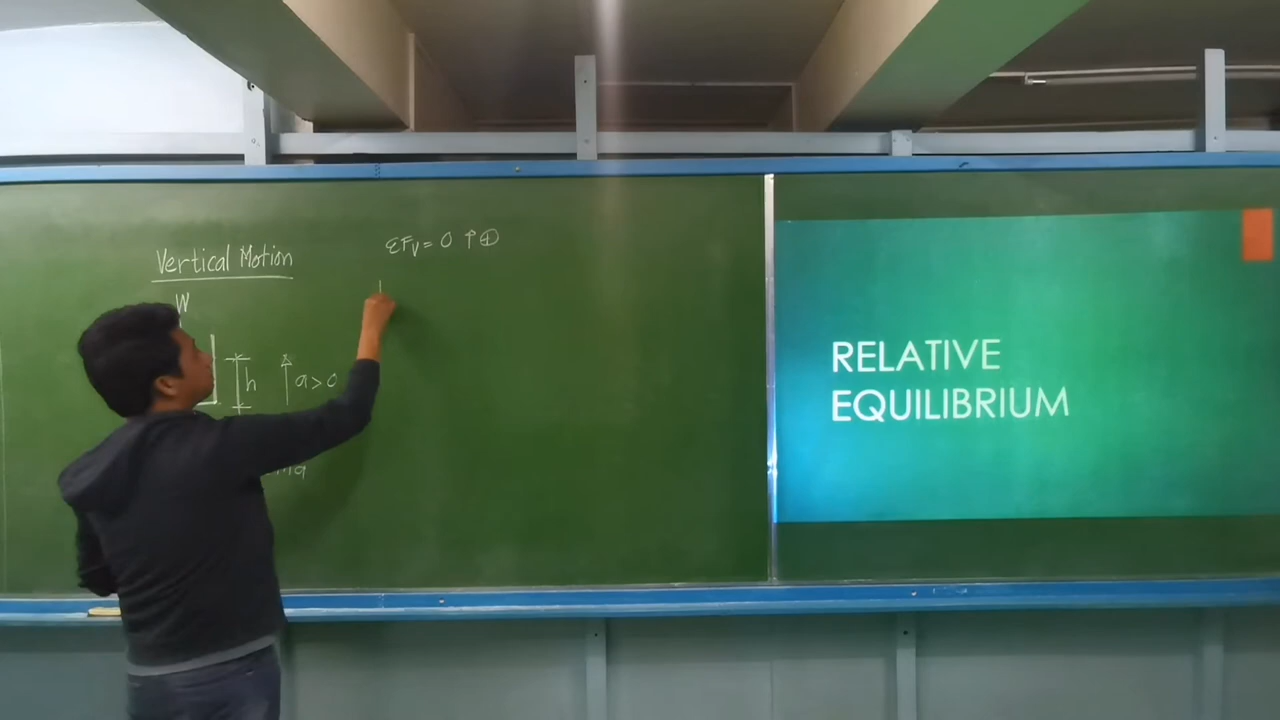 Vertical Motion
W
h
a > 0
ΣFv = 0 ↑⊕
RELATIVE
EQUILIBRIUM